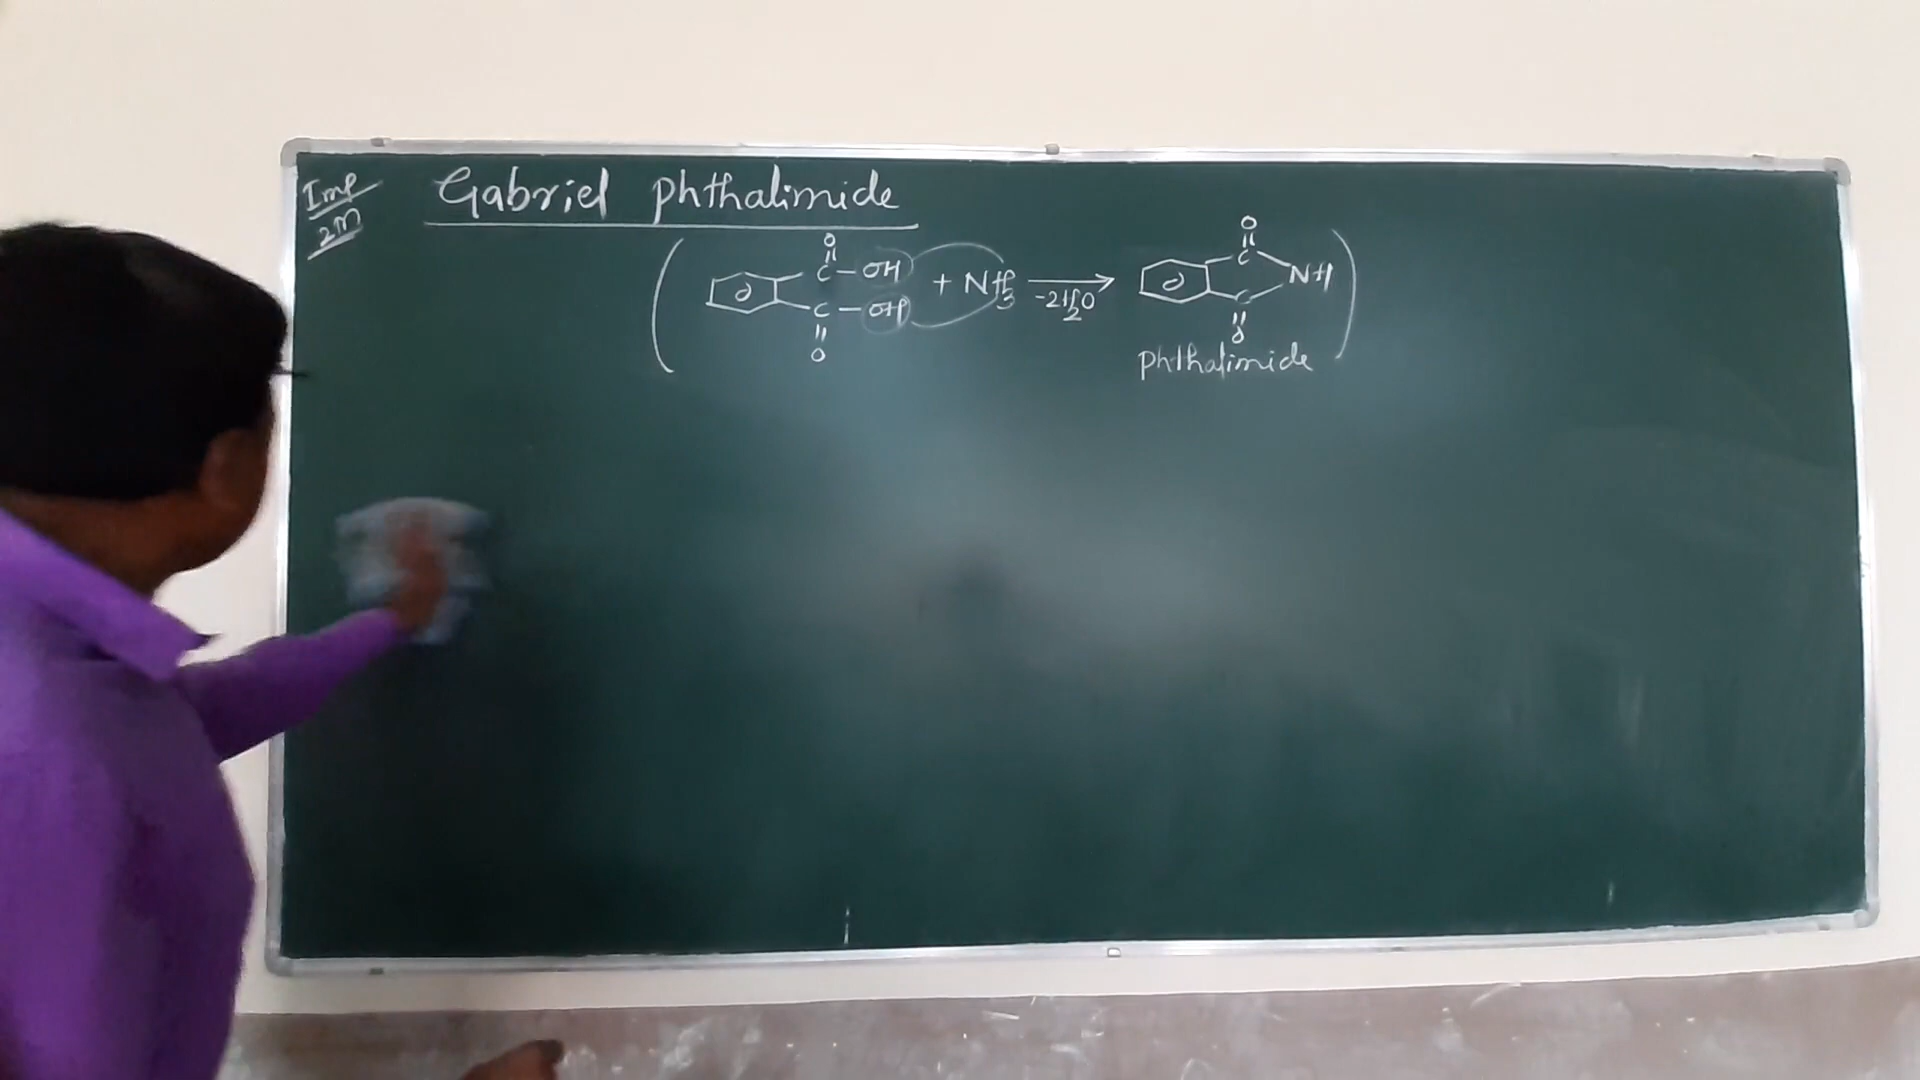 Imp
2M
Gabriel phthalimide
O
C - OH
+ NH3 → NH
-2H2O
C - OH
O
O
C
C
O
phthalimide